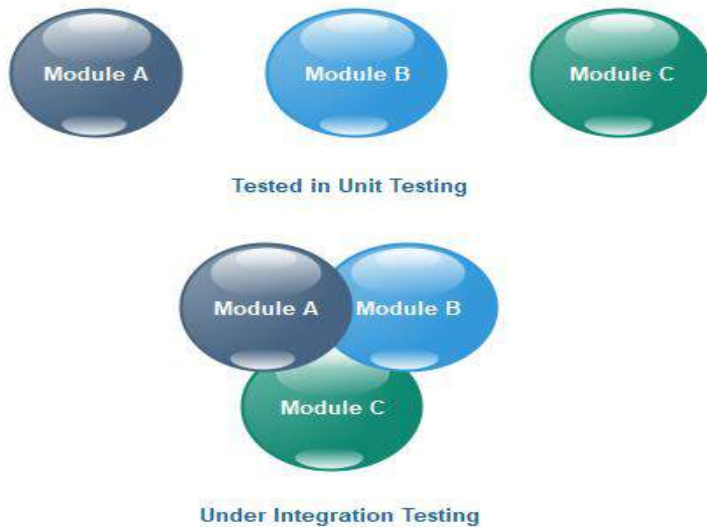 Module A
Module B
Module C
Tested in Unit Testing
Module A
Module B
Module C
Under Integration Testing